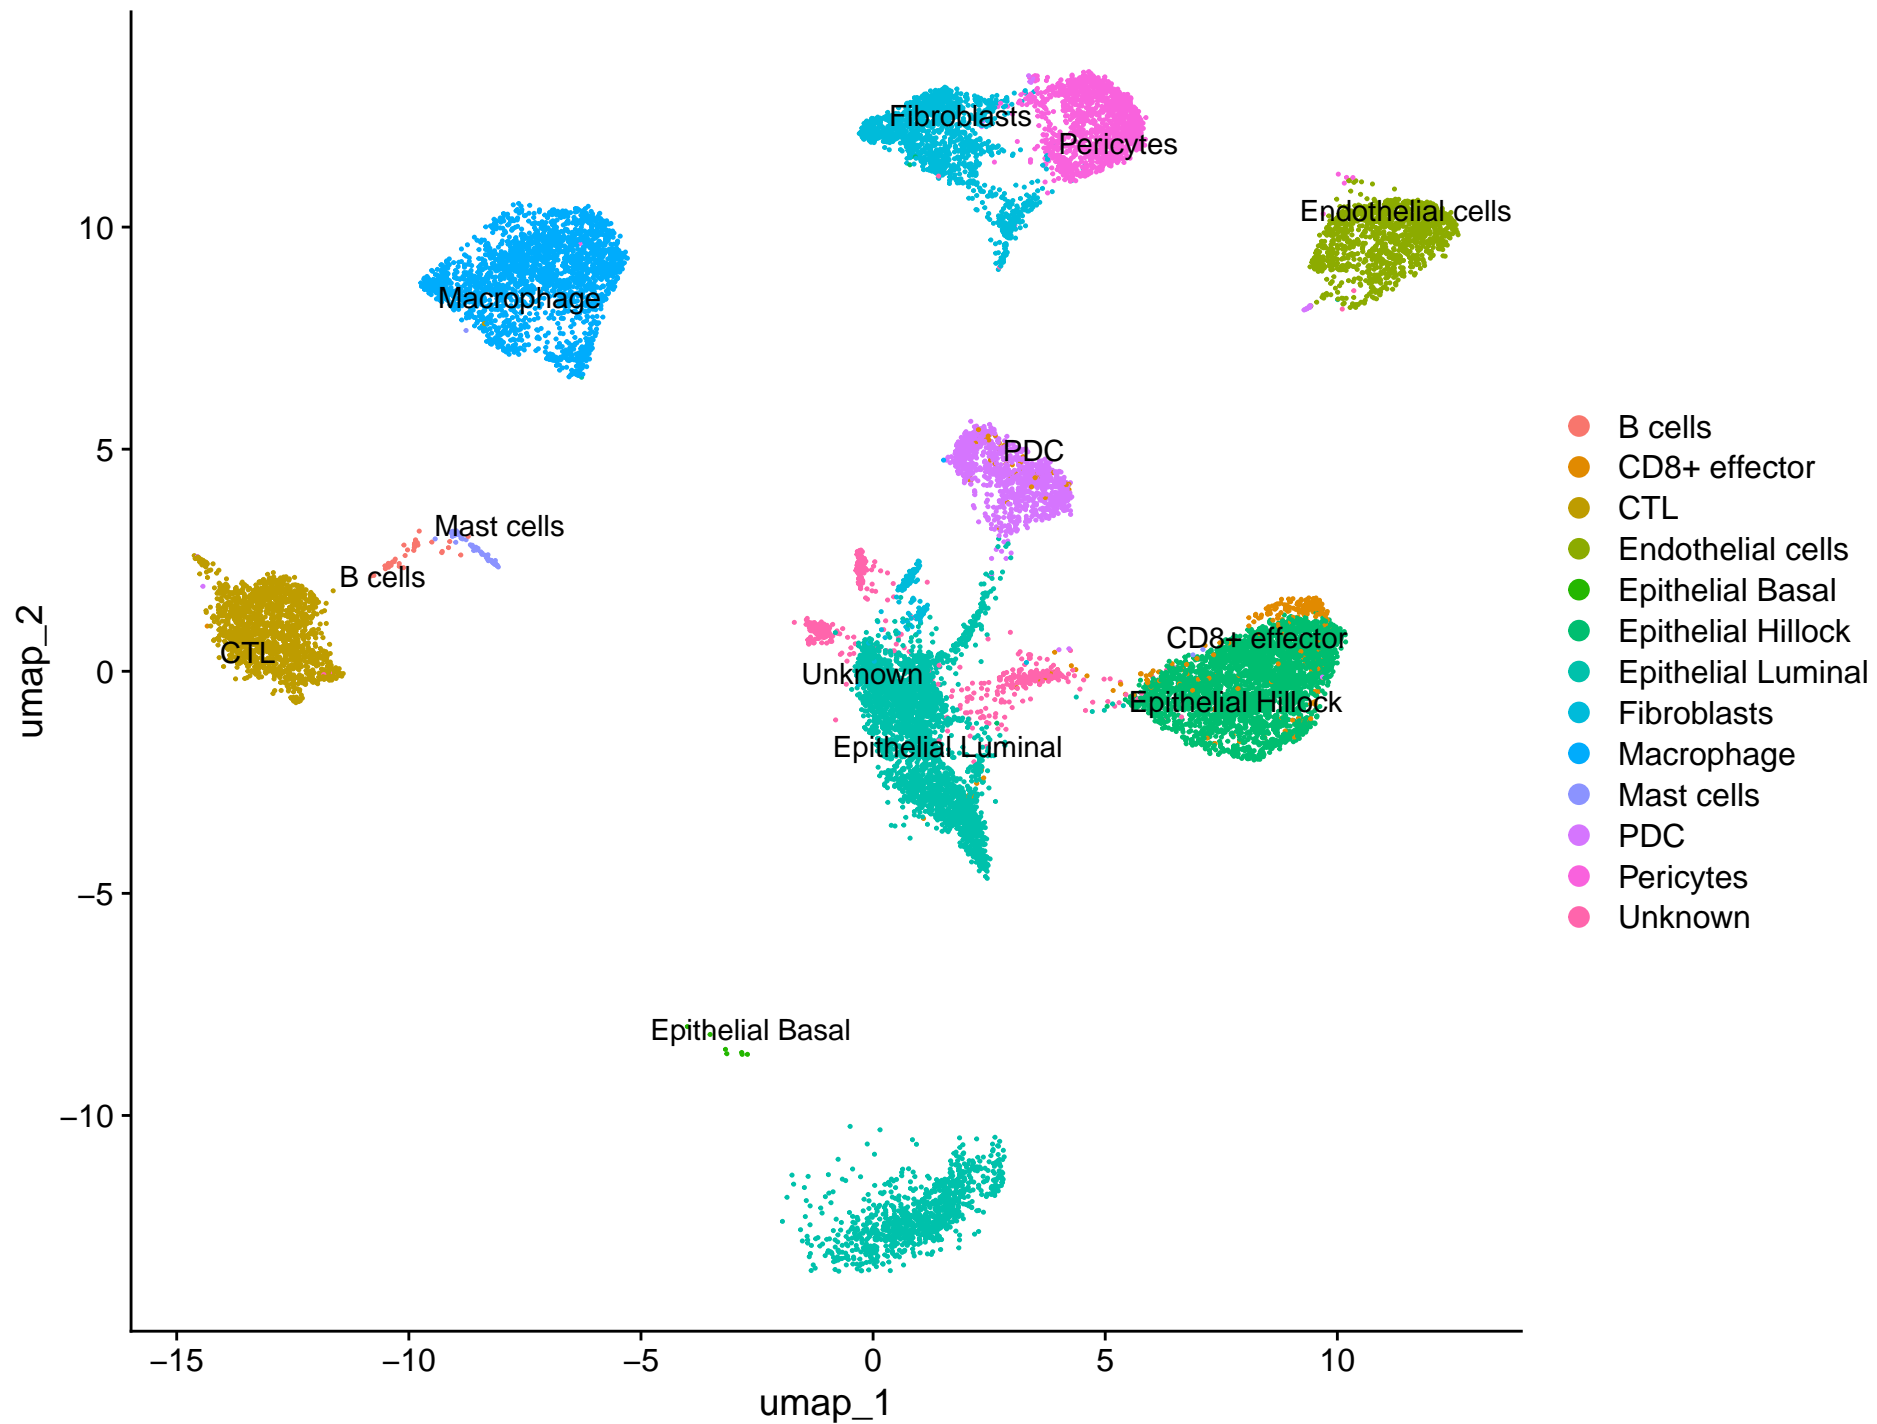 Fibroblasts
Pericytes
Endothelial cells
10
Macrophage
B cells
5
PDC
CD8+ effector
CTL
Mast cells
Endothelial cells
B cells
Epithelial Basal
Epithelial Hillock
CD8+ effector
CTL
0
Unknown
Epithelial Luminal
umap_2
Epithelial Hillock
Fibroblasts
Epithelial Luminal
Macrophage
Mast cells
PDC
Pericytes
−5
Unknown
Epithelial Basal
−10
−15 −10 −5 0 5 10
umap_1